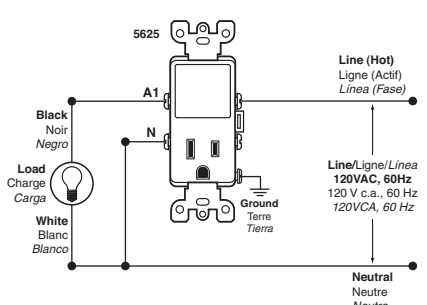 5625
Line (Hot)
Ligne (Actif)
Línea (Fase)
A1
Black
Noir
Negro
N
Load
Charge
Carga
Line/Ligne/Línea
120VAC, 60Hz
120 V c.a., 60 Hz
120VCA, 60 Hz
Ground
Terre
Tierra
White
Blanc
Blanco
Neutral
Neutre
Neutro